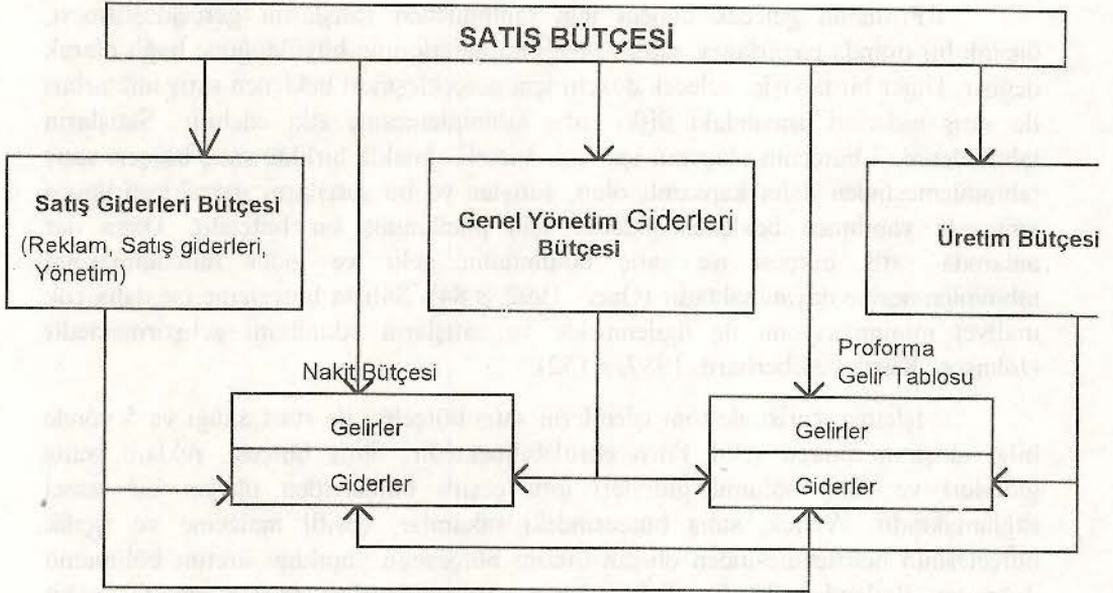 SATIŞ BÜTÇESİ
Satış Giderleri Bütçesi
(Reklam, Satış giderleri,
Yönetim)
Genel Yönetim Giderleri
Bütçesi
Üretim Bütçesi
Nakit Bütçesi
Gelirler
Giderler
Proforma
Gelir Tablosu
Gelirler
Giderler